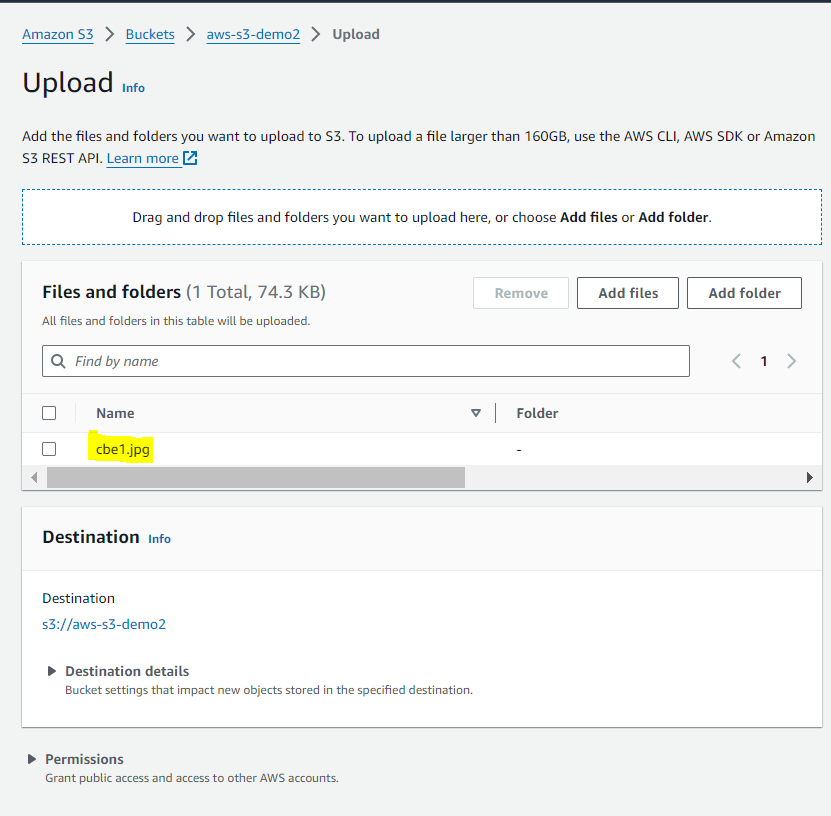 Amazon S3 > Buckets > aws-s3-demo2 > Upload
Upload Info
Add the files and folders you want to upload to S3. To upload a file larger than 160GB, use the AWS CLI, AWS SDK or Amazon
S3 REST API. Learn more
Drag and drop files and folders you want to upload here, or choose Add files or Add folder.
Files and folders (1 Total, 74.3 KB)
Remove
Add files
Add folder
All files and folders in this table will be uploaded.
Find by name
1
Name
Folder
cbe1.jpg
-
Destination Info
Destination
s3://aws-s3-demo2
Destination details
Bucket settings that impact new objects stored in the specified destination.
Permissions
Grant public access and access to other AWS accounts.